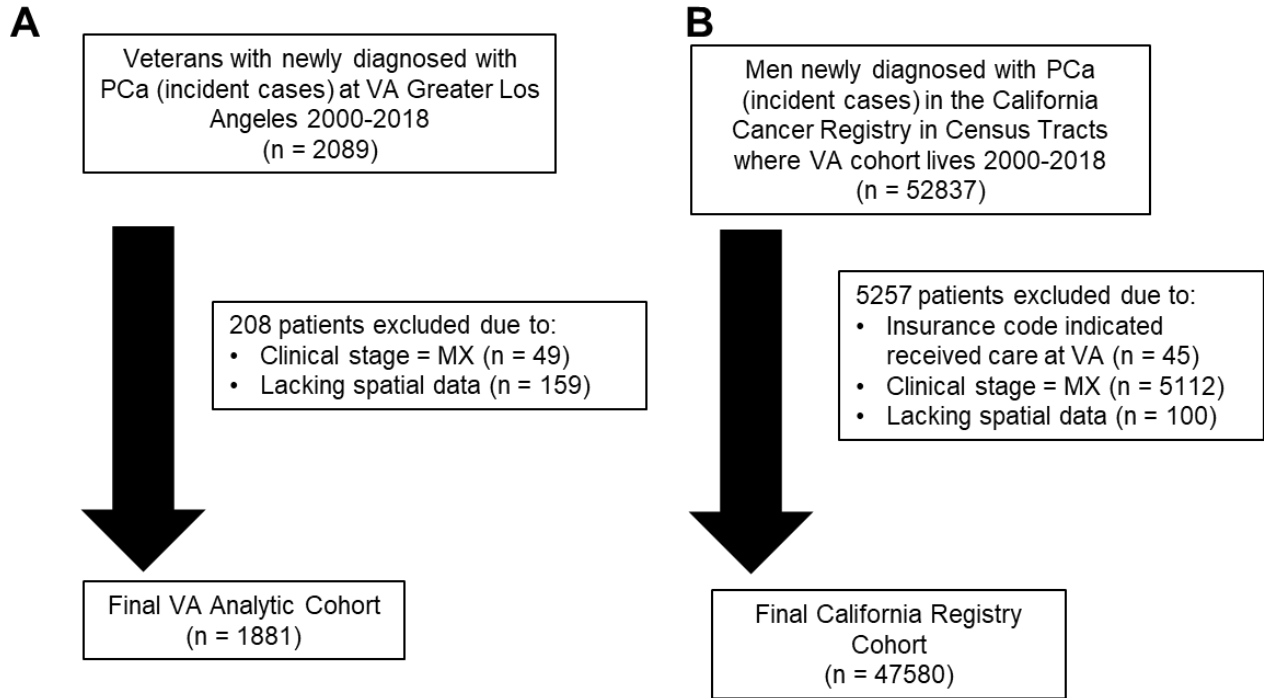 A
Veterans with newly diagnosed with
PCa (incident cases) at VA Greater Los
Angeles 2000-2018
(n = 2089)
208 patients excluded due to:
• Clinical stage = MX (n = 49)
• Lacking spatial data (n = 159)
Final VA Analytic Cohort
(n = 1881)
B
Men newly diagnosed with PCa
(incident cases) in the California
Cancer Registry in Census Tracts
where VA cohort lives 2000-2018
(n = 52837)
5257 patients excluded due to:
• Insurance code indicated
received care at VA (n = 45)
• Clinical stage = MX (n = 5112)
• Lacking spatial data (n = 100)
Final California Registry
Cohort
(n = 47580)